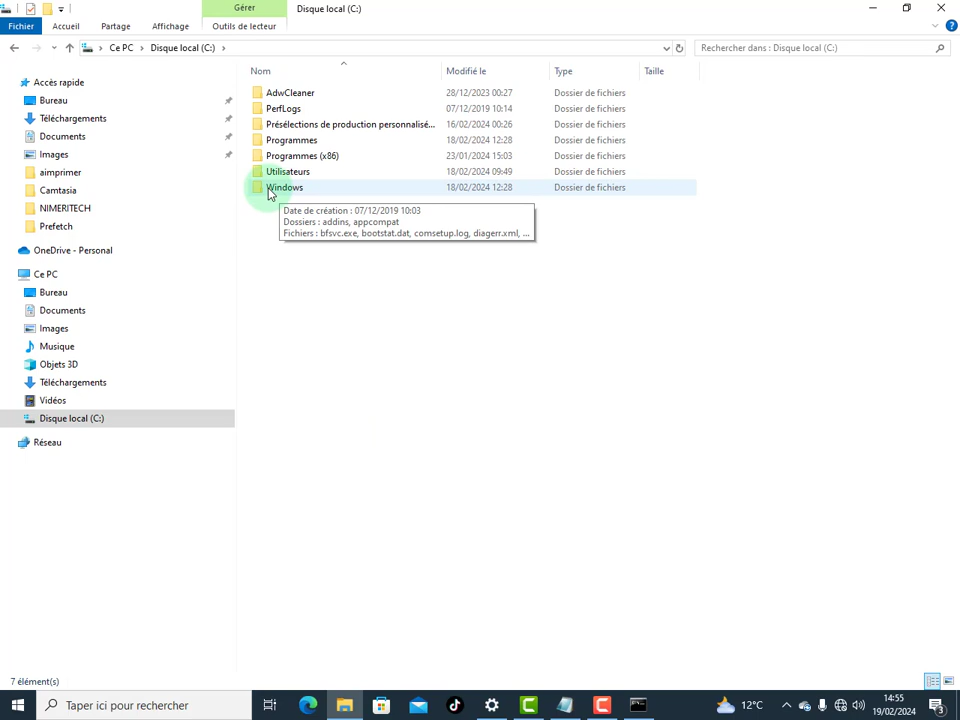 Gérer
Disque local (C:)
Fichier
Accueil
Partage
Affichage
Outils de lecteur
Ce PC
Disque local (C:)
Rechercher dans : Disque local (C:)
Nom
Modifié le
Type
Taille
Accès rapide
Bureau
Téléchargements
Documents
Images
aimprimer
Camtasia
NIMERITECH
Prefetch
OneDrive - Personal
Ce PC
Bureau
Documents
Images
Musique
Objets 3D
Téléchargements
Vidéos
Disque local (C:)
Réseau
AdwCleaner 28/12/2023 00:27 Dossier de fichiers
PerfLogs 07/12/2019 10:14 Dossier de fichiers
Présélections de production personnalisé... 16/02/2024 00:26 Dossier de fichiers
Programmes 18/02/2024 12:28 Dossier de fichiers
Programmes (x86) 23/01/2024 15:03 Dossier de fichiers
Utilisateurs 18/02/2024 09:49 Dossier de fichiers
Windows 18/02/2024 12:28 Dossier de fichiers
Date de création : 07/12/2019 10:03
Dossiers : addins, appcompat
Fichiers : bfsvc.exe, bootstat.dat, comsetup.log, diagerr.xml, ...
7 élément(s)
Taper ici pour rechercher
12°C
14:55
19/02/2024
3